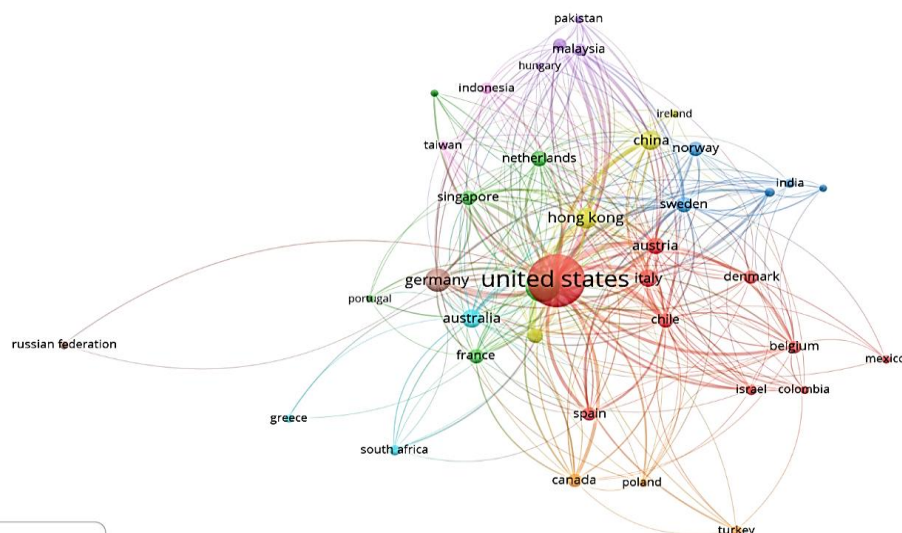 pakistan
malaysia
hungary
indonesia
ireland
taiwan
china
norway
netherlands
india
singapore
sweden
hong kong
austria
germany
united states
italy
denmark
portugal
australia
chile
russian federation
france
belgium
mexico
israel
colombia
spain
greece
south africa
canada
poland
turkey